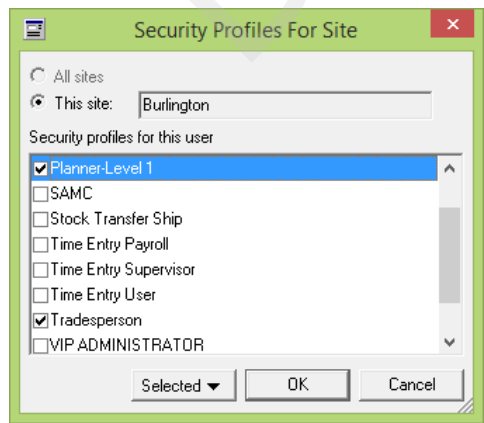 Security Profiles For Site
All sites
This site: Burlington
Security profiles for this user
Planner-Level 1
SAMC
Stock Transfer Ship
Time Entry Payroll
Time Entry Supervisor
Time Entry User
Tradesperson
VIP ADMINISTRATOR
Selected OK Cancel